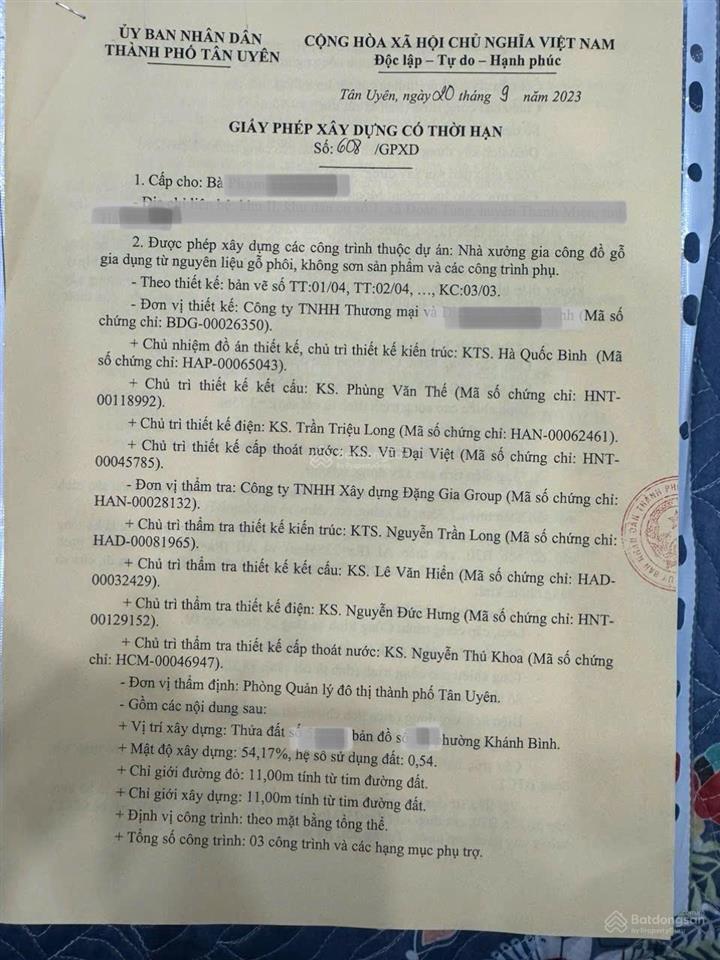 ỦY BAN NHÂN DÂN
THÀNH PHỐ TÂN UYÊN
CỘNG HÒA XÃ HỘI CHỦ NGHĨA VIỆT NAM
Độc lập – Tự do – Hạnh phúc
Tân Uyên, ngày 20 tháng 9 năm 2023
GIẤY PHÉP XÂY DỰNG CÓ THỜI HẠN
Số: 608 /GPXD
1. Cấp cho: Bà
2. Được phép xây dựng các công trình thuộc dự án: Nhà xưởng gia công đồ gỗ
gia dụng từ nguyên liệu gỗ phôi, không sơn sản phẩm và các công trình phụ.
- Theo thiết kế: bản vẽ số TT:01/04, TT:02/04, …, KC:03/03.
- Đơn vị thiết kế: Công ty TNHH Thương mại và (Mã số
chứng chỉ: BDG-00026350).
+ Chủ nhiệm đồ án thiết kế, chủ trì thiết kế kiến trúc: KTS. Hà Quốc Bình (Mã
số chứng chỉ: HAP-00065043).
+ Chủ trì thiết kế kết cấu: KS. Phùng Văn Thế (Mã số chứng chỉ: HNT-
00118992).
+ Chủ trì thiết kế điện: KS. Trần Triệu Long (Mã số chứng chỉ: HAN-00062461).
+ Chủ trì thiết kế cấp thoát nước: KS. Vũ Đại Việt (Mã số chứng chỉ: HNT-
00045785).
- Đơn vị thẩm tra: Công ty TNHH Xây dựng Đặng Gia Group (Mã số chứng chỉ:
HAN-00028132).
+ Chủ trì thẩm tra thiết kế kiến trúc: KTS. Nguyễn Trần Long (Mã số chứng chỉ:
HAD-00081965).
+ Chủ trì thẩm tra thiết kế kết cấu: KS. Lê Văn Hiển (Mã số chứng chỉ: HAD-
00032429).
+ Chủ trì thẩm tra thiết kế điện: KS. Nguyễn Đức Hưng (Mã số chứng chỉ: HNT-
00129152).
+ Chủ trì thẩm tra thiết kế cấp thoát nước: KS. Nguyễn Thủ Khoa (Mã số chứng
chỉ: HCM-00046947).
- Đơn vị thẩm định: Phòng Quản lý đô thị thành phố Tân Uyên.
- Gồm các nội dung sau:
+ Vị trí xây dựng: Thửa đất số bản đồ số hường Khánh Bình.
+ Mật độ xây dựng: 54,17%, hệ số sử dụng đất: 0,54.
+ Chỉ giới đường đỏ: 11,00m tính từ tim đường đất.
+ Chỉ giới xây dựng: 11,00m tính từ tim đường đất.
+ Định vị công trình: theo mặt bằng tổng thể.
+ Tổng số công trình: 03 công trình và các hạng mục phụ trợ.
Batdongsan
by PropertyGuru